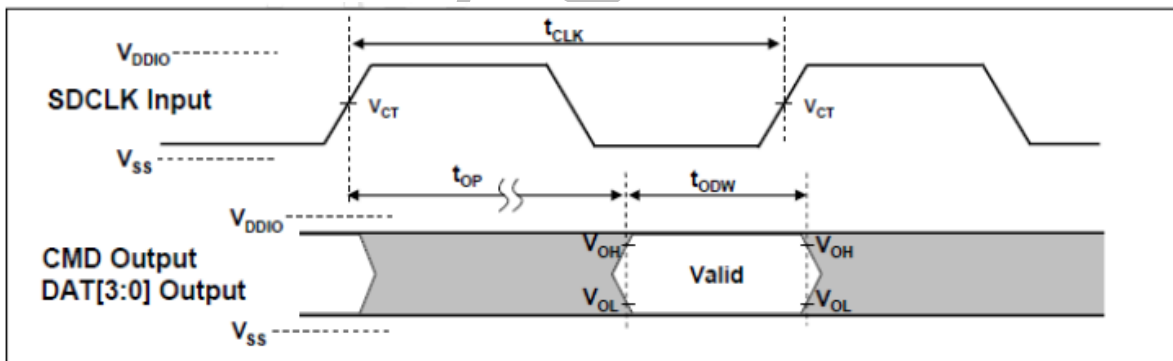 tCLK
VDDIO
SDCLK Input
VCT
VCT
VSS
tOP
tODW
VDDIO
VOH
VOH
CMD Output
Valid
DAT[3:0] Output
VOL
VOL
VSS